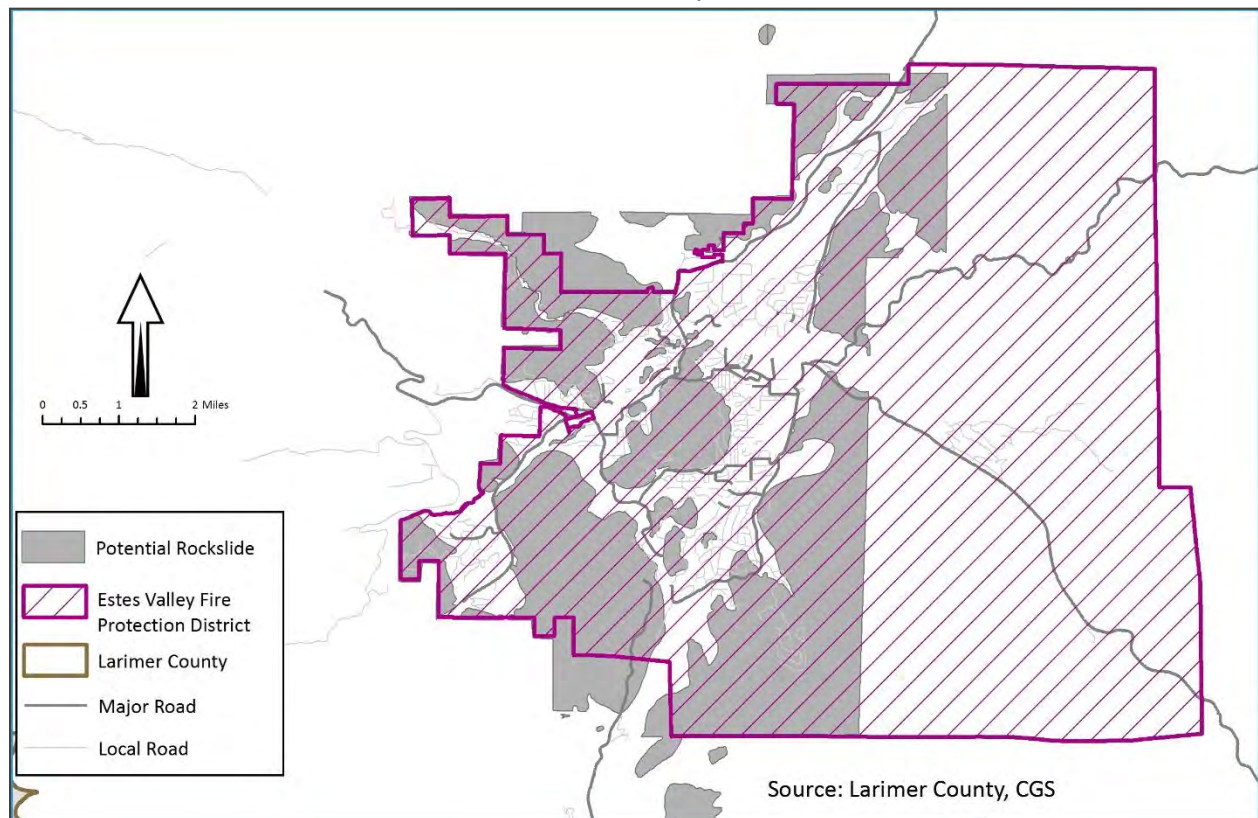 0 0.5 1 2 Miles
Potential Rockslide
Estes Valley Fire
Protection District
Larimer County
Major Road
Local Road
Source: Larimer County, CGS